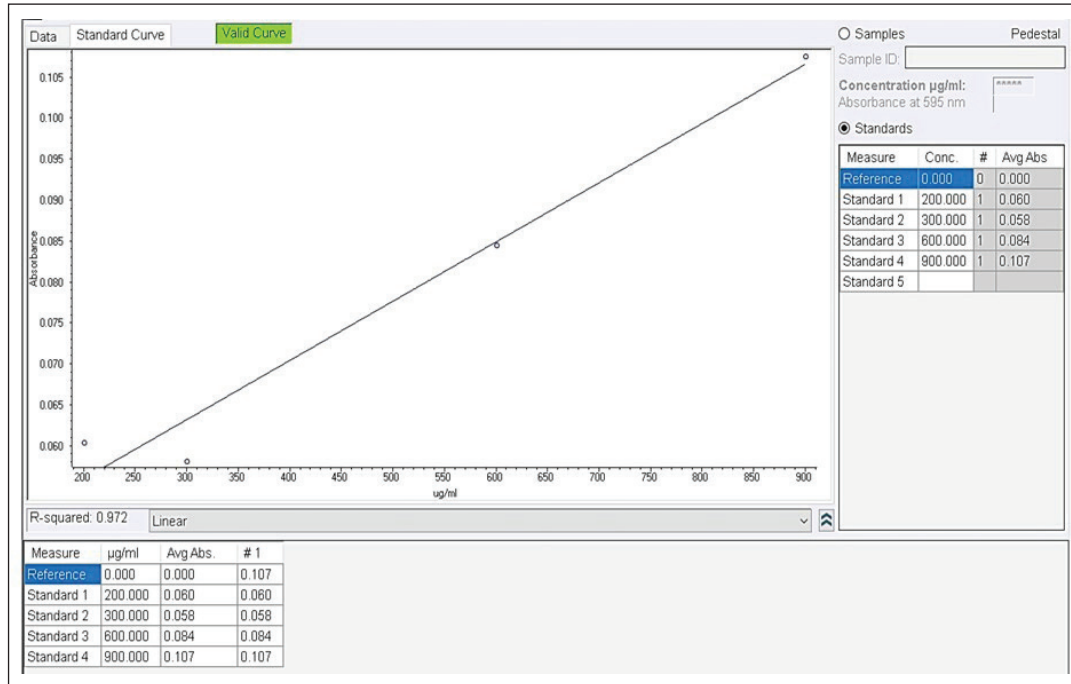 Data Standard Curve Valid Curve
0.105
0.100
0.095
0.090
0.085
0.080
0.075
0.070
0.065
0.060
Absorbance
200 250 300 350 400 450 500 550 600 650 700 750 800 850 900
ug/ml
R-squared: 0.972 Linear
Measure µg/ml Avg Abs. # 1
Reference 0.000 0.000 0.107
Standard 1 200.000 0.060 0.060
Standard 2 300.000 0.058 0.058
Standard 3 600.000 0.084 0.084
Standard 4 900.000 0.107 0.107
Samples Pedestal
Sample ID:
Concentration µg/ml: *****
Absorbance at 595 nm
Standards
Measure Conc. # Avg Abs
Reference 0.000 0 0.000
Standard 1 200.000 1 0.060
Standard 2 300.000 1 0.058
Standard 3 600.000 1 0.084
Standard 4 900.000 1 0.107
Standard 5